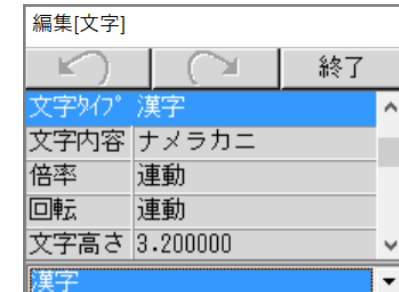 編集[文字]
終了
文字ﾀｲﾌﾟ 漢字
文字内容 ナメラカニ
倍率 連動
回転 連動
文字高さ 3.200000
漢字